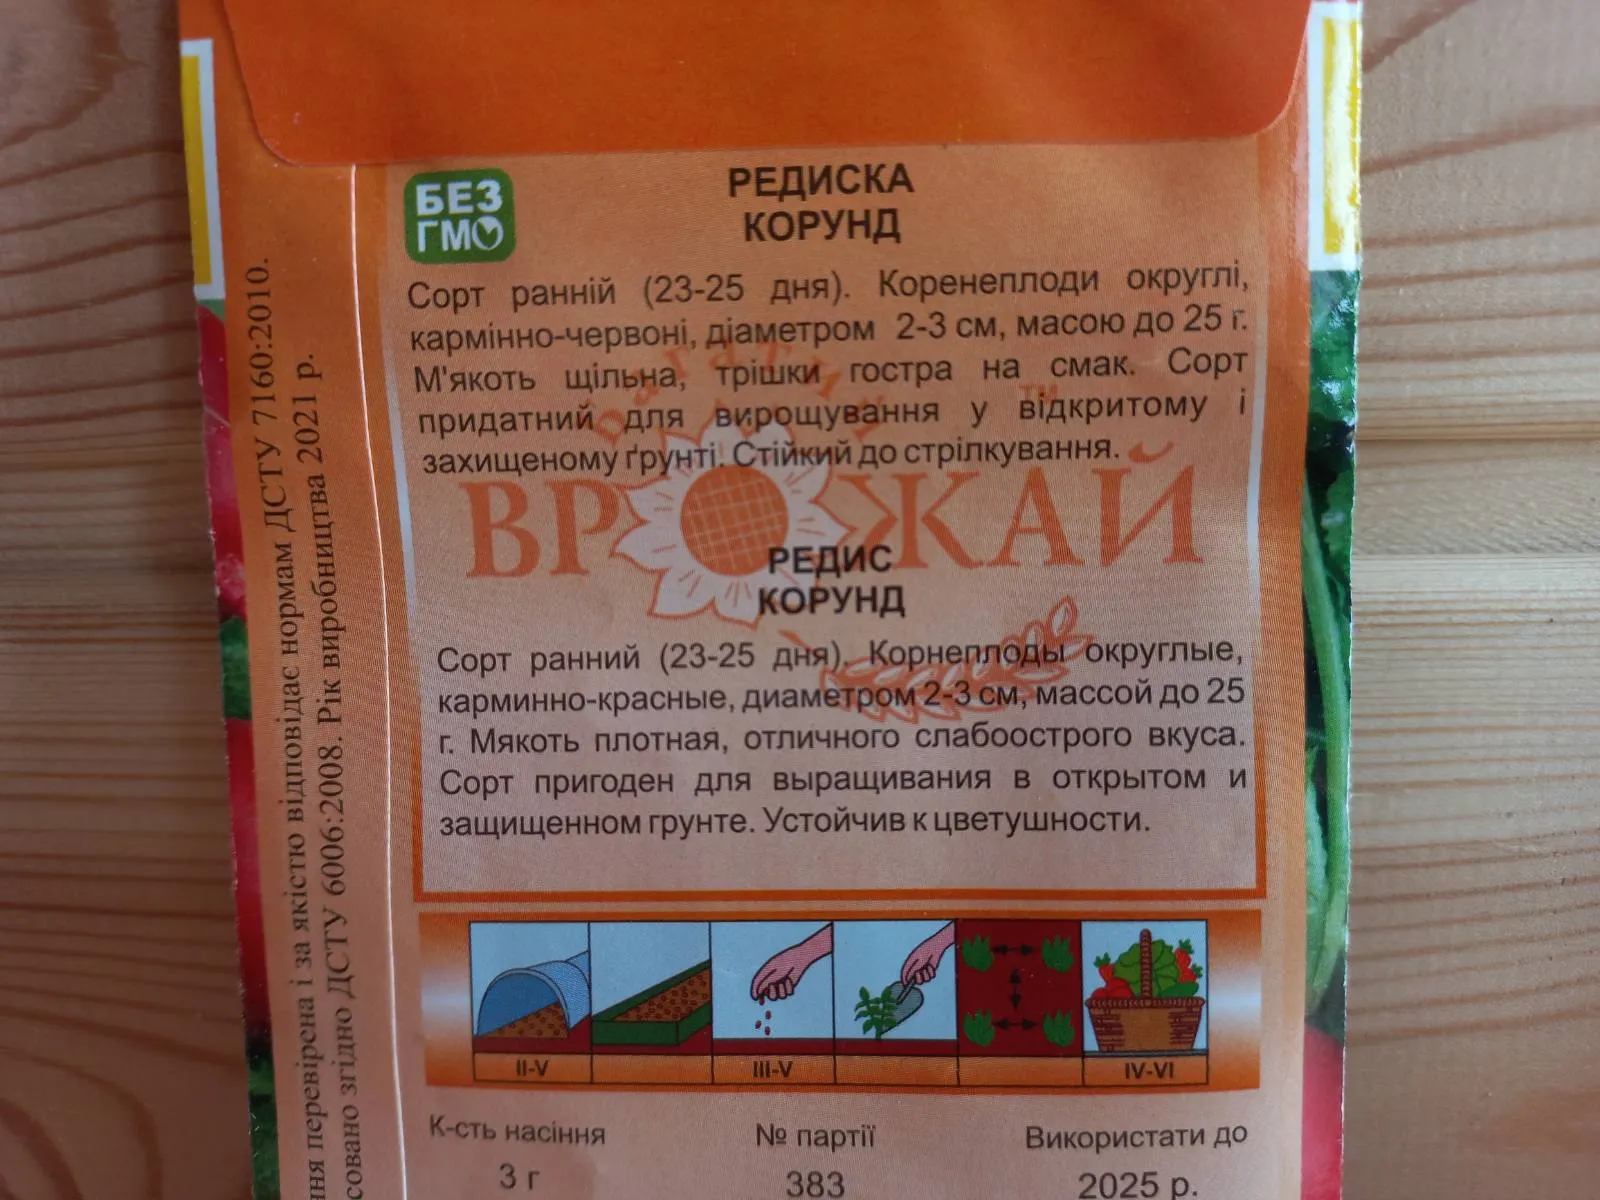 БЕЗ
ГМО
РЕДИСКА
КОРУНД
Сорт ранній (23-25 дня). Коренеплоди округлі,
кармінно-червоні, діаметром 2-3 см, масою до 25 г.
М'якоть щільна, трішки гостра на смак. Сорт
придатний для вирощування у відкритому і
захищеному ґрунті. Стійкий до стрілкування.
ВРОЖАЙ
РЕДИС
КОРУНД
Сорт ранний (23-25 дня). Корнеплоды округлые,
карминно-красные, диаметром 2-3 см, массой до 25
г. Мякоть плотная, отличного слабоострого вкуса.
Сорт пригоден для выращивания в открытом и
защищенном грунте. Устойчив к цветушности.
II-V
III-V
IV-VI
К-сть насіння
№ партії
Використати до
3 г
383
2025 р.
перевірена і за якістю відповідає нормам ДСТУ 7160:2010.
згідно ДСТУ 6006:2008. Рік виробництва 2021 р.